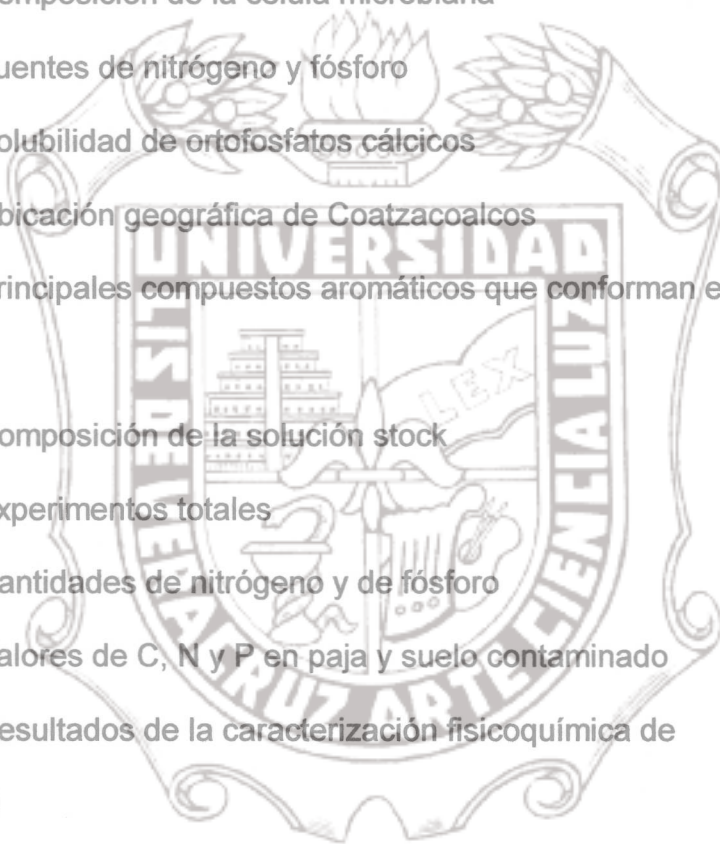 omposición de la célula microbiana
uentes de nitrógeno y fósforo
olubilidad de ortofosfatos cálcicos
bicación geográfica de Coatzacoalcos
UNIVERSIDAD
rincipales compuestos aromáticos que conforman e
LEX
omposición de la solución stock
xperimentos totales
antidades de nitrógeno y de fósforo
alores de C, N y P en paja y suelo contaminado
esultados de la caracterización fisicoquímica de
LIS DE VERACRUZ ARTE CIENCIA LUZ